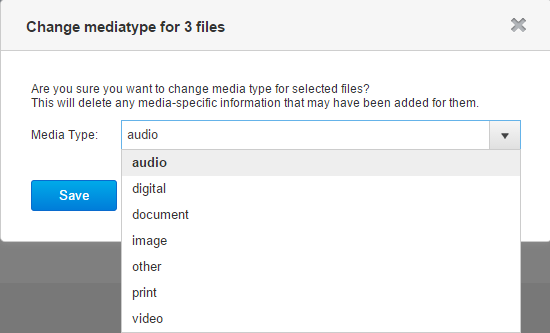 Change mediatype for 3 files
Are you sure you want to change media type for selected files?
This will delete any media-specific information that may have been added for them.
Media Type: audio
audio
digital
document
image
other
print
video
Save